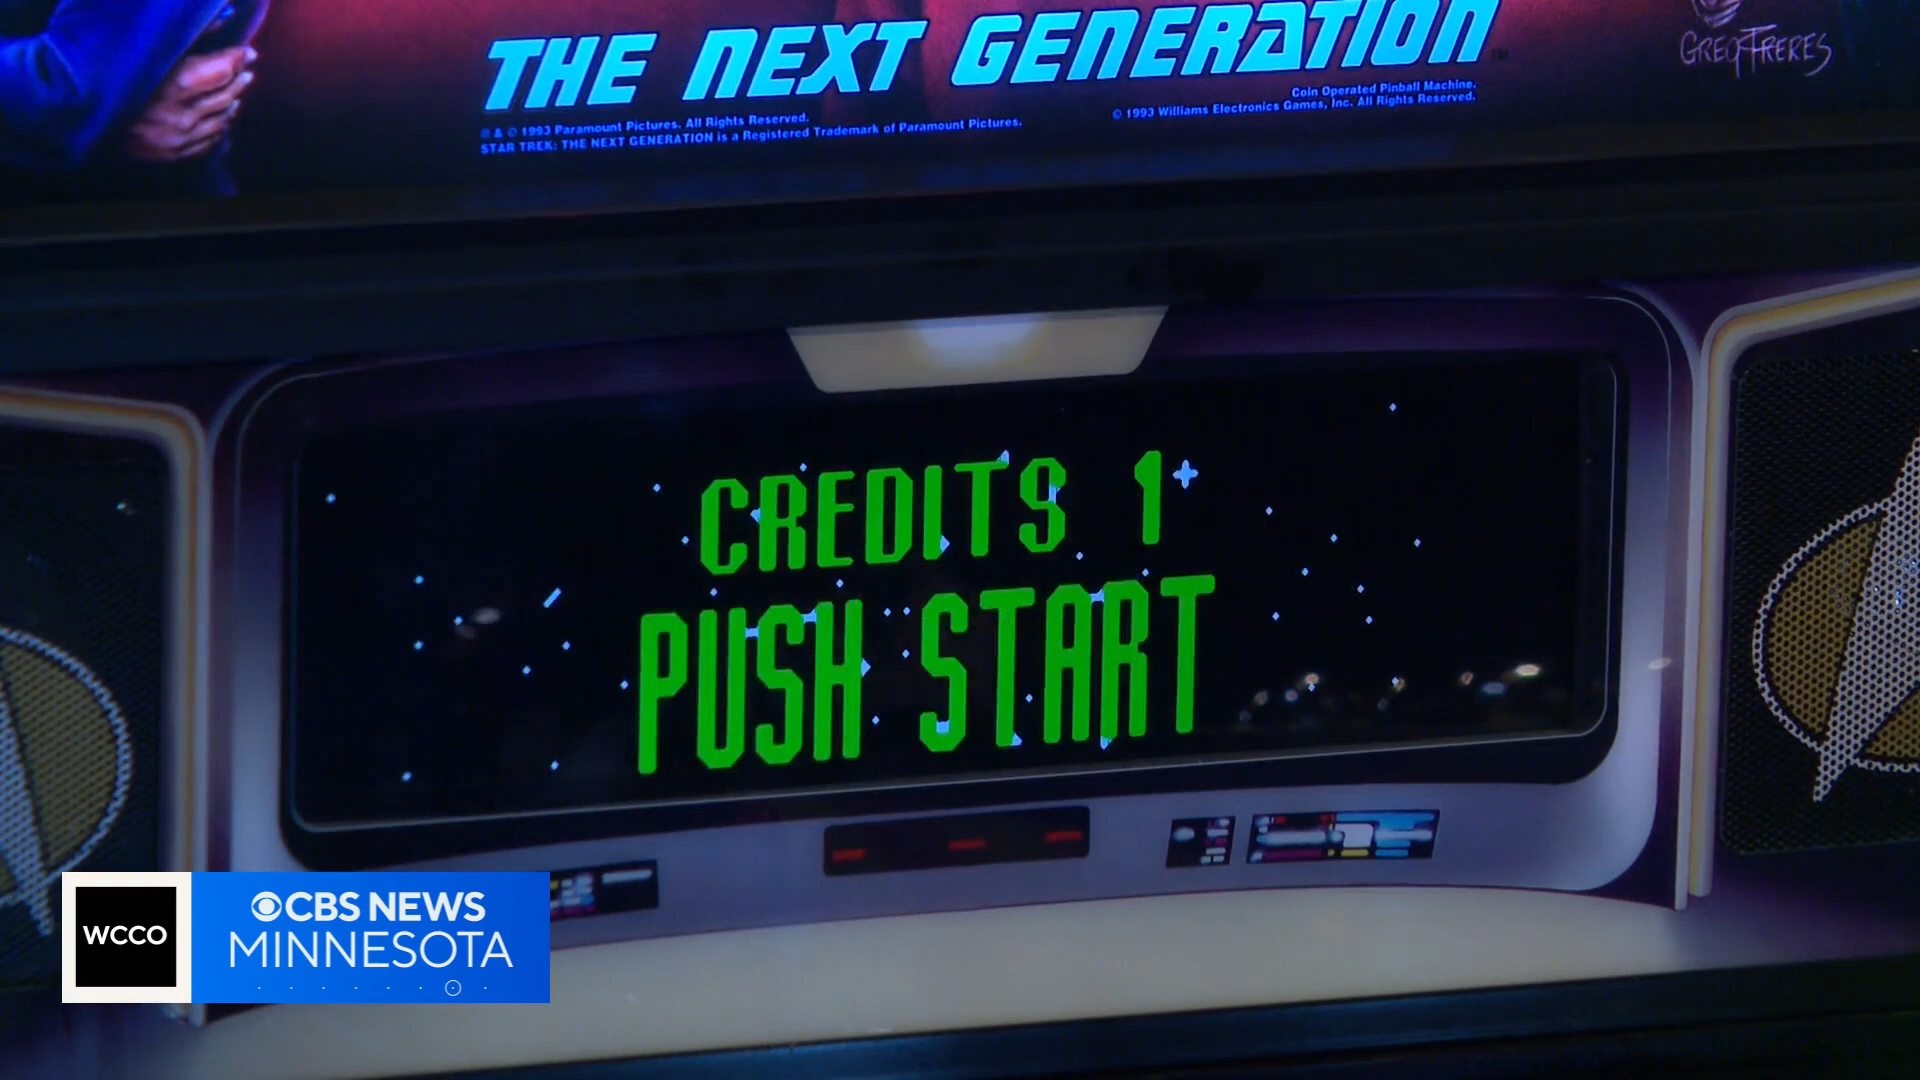 THE NEXT GENERATION
GREGFRERES
Coin Operated Pinball Machine.
© 1993 Williams Electronics Games, Inc. All Rights Reserved.
® & © 1993 Paramount Pictures. All Rights Reserved.
STAR TREK: THE NEXT GENERATION is a Registered Trademark of Paramount Pictures.
CREDITS 1
PUSH START
WCCO
CBS NEWS
MINNESOTA